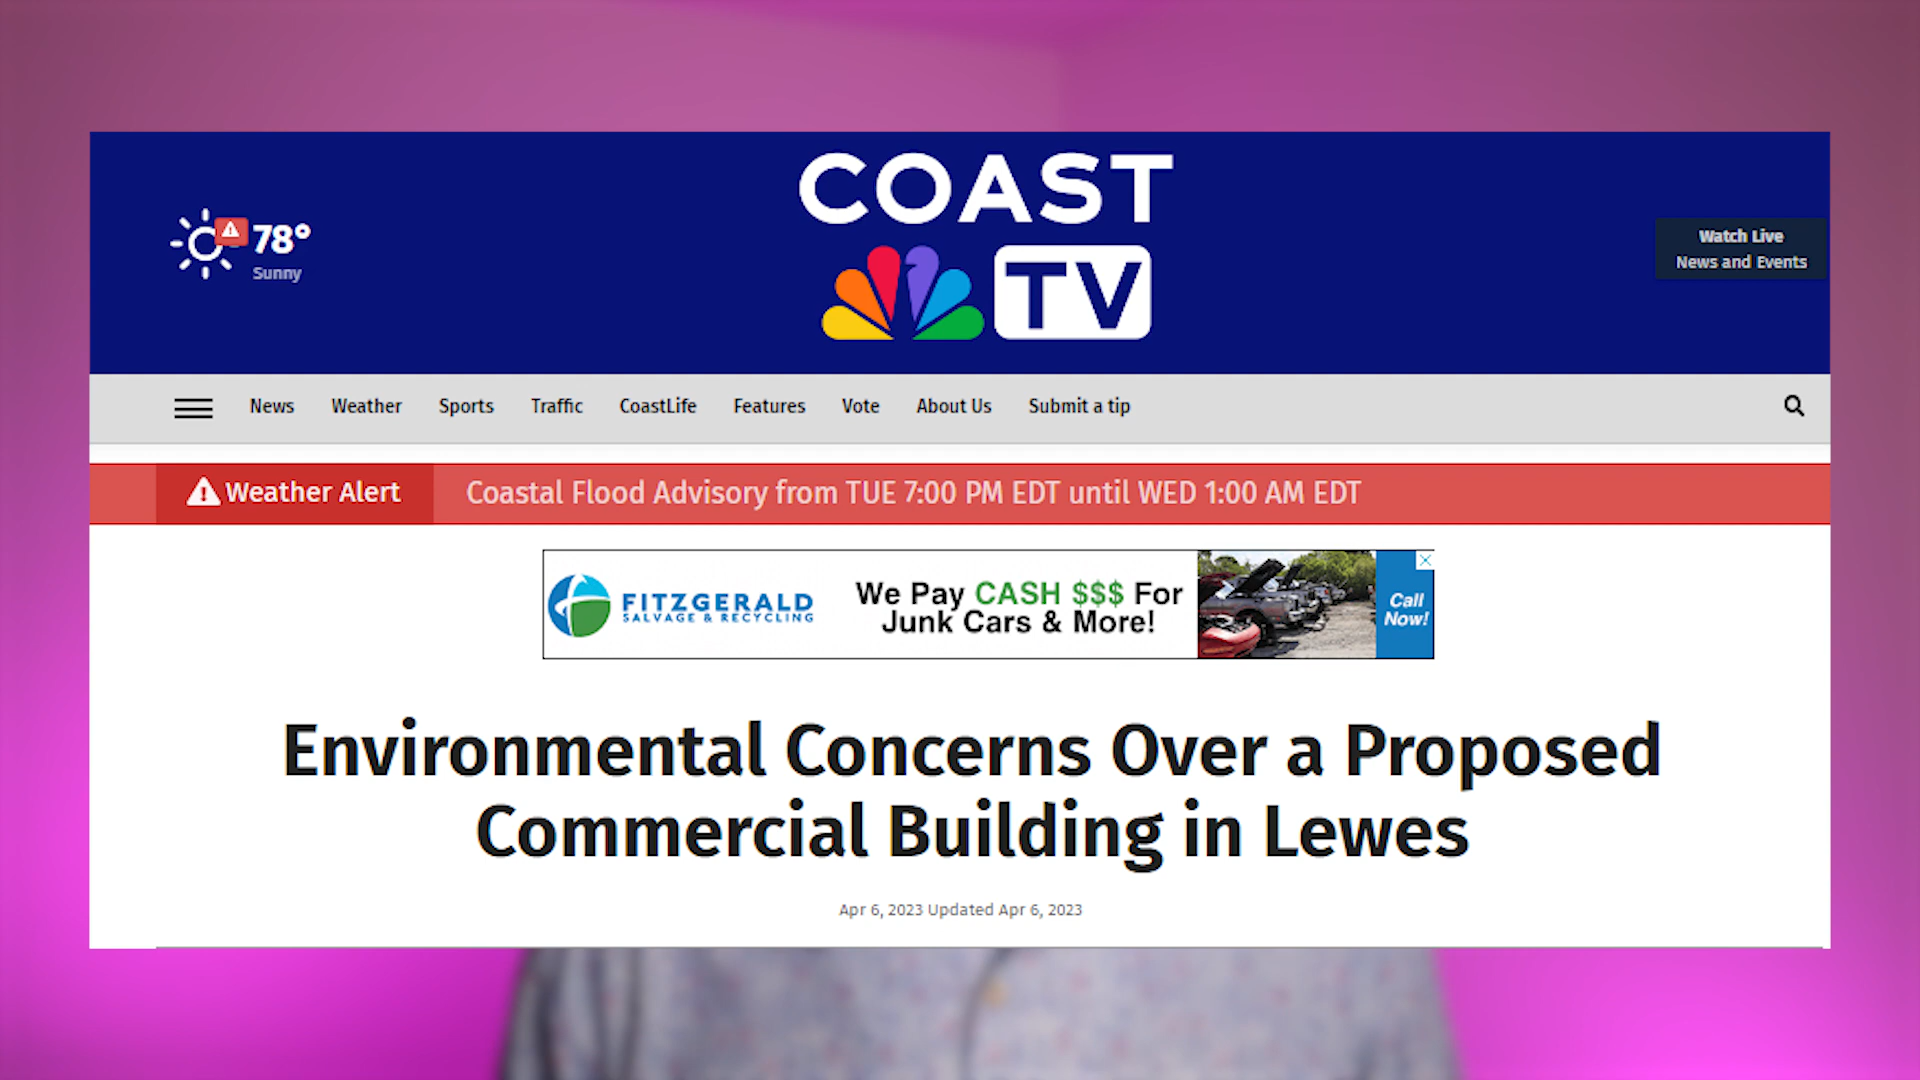 COAST
TV
78°
Sunny
Watch Live
News and Events
News Weather Sports Traffic CoastLife Features Vote About Us Submit a tip
Weather Alert Coastal Flood Advisory from TUE 7:00 PM EDT until WED 1:00 AM EDT
FITZGERALD
SALVAGE & RECYCLING
We Pay CASH $$$ For
Junk Cars & More!
Call
Now!
Environmental Concerns Over a Proposed
Commercial Building in Lewes
Apr 6, 2023 Updated Apr 6, 2023